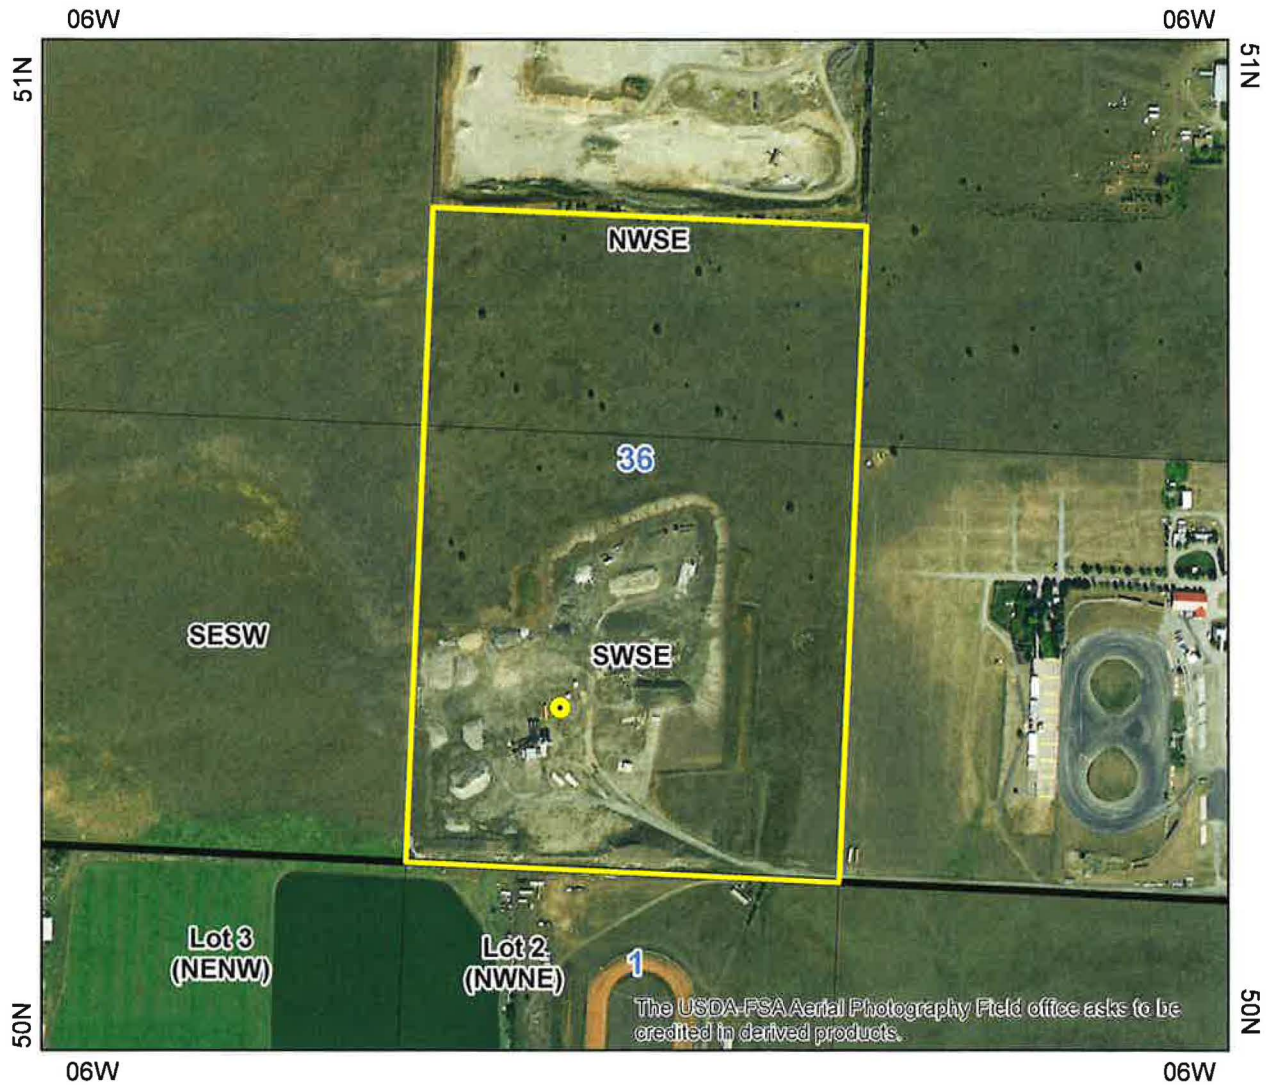 06W
06W
51N
51N
NWSE
36
SESW
SWSE
Lot 3
(NENW)
Lot 2
(NWNE)
1
The USDA-FSA Aerial Photography Field office asks to be
credited in derived products.
50N
50N
06W
06W